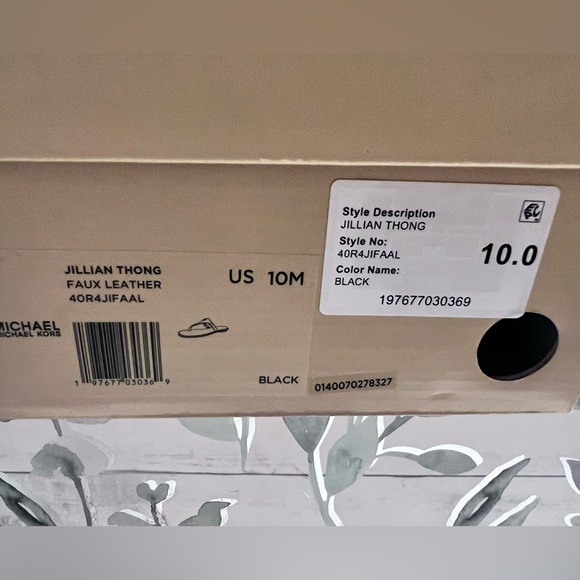 Style Description
JILLIAN THONG
Style No:
40R4JIFAAL
10.0
Color Name:
BLACK
197677030369
JILLIAN THONG
FAUX LEATHER
40R4JIFAAL
US 10M
MICHAEL
MICHAEL KORS
1 97677 03036 9
BLACK
0140070278327